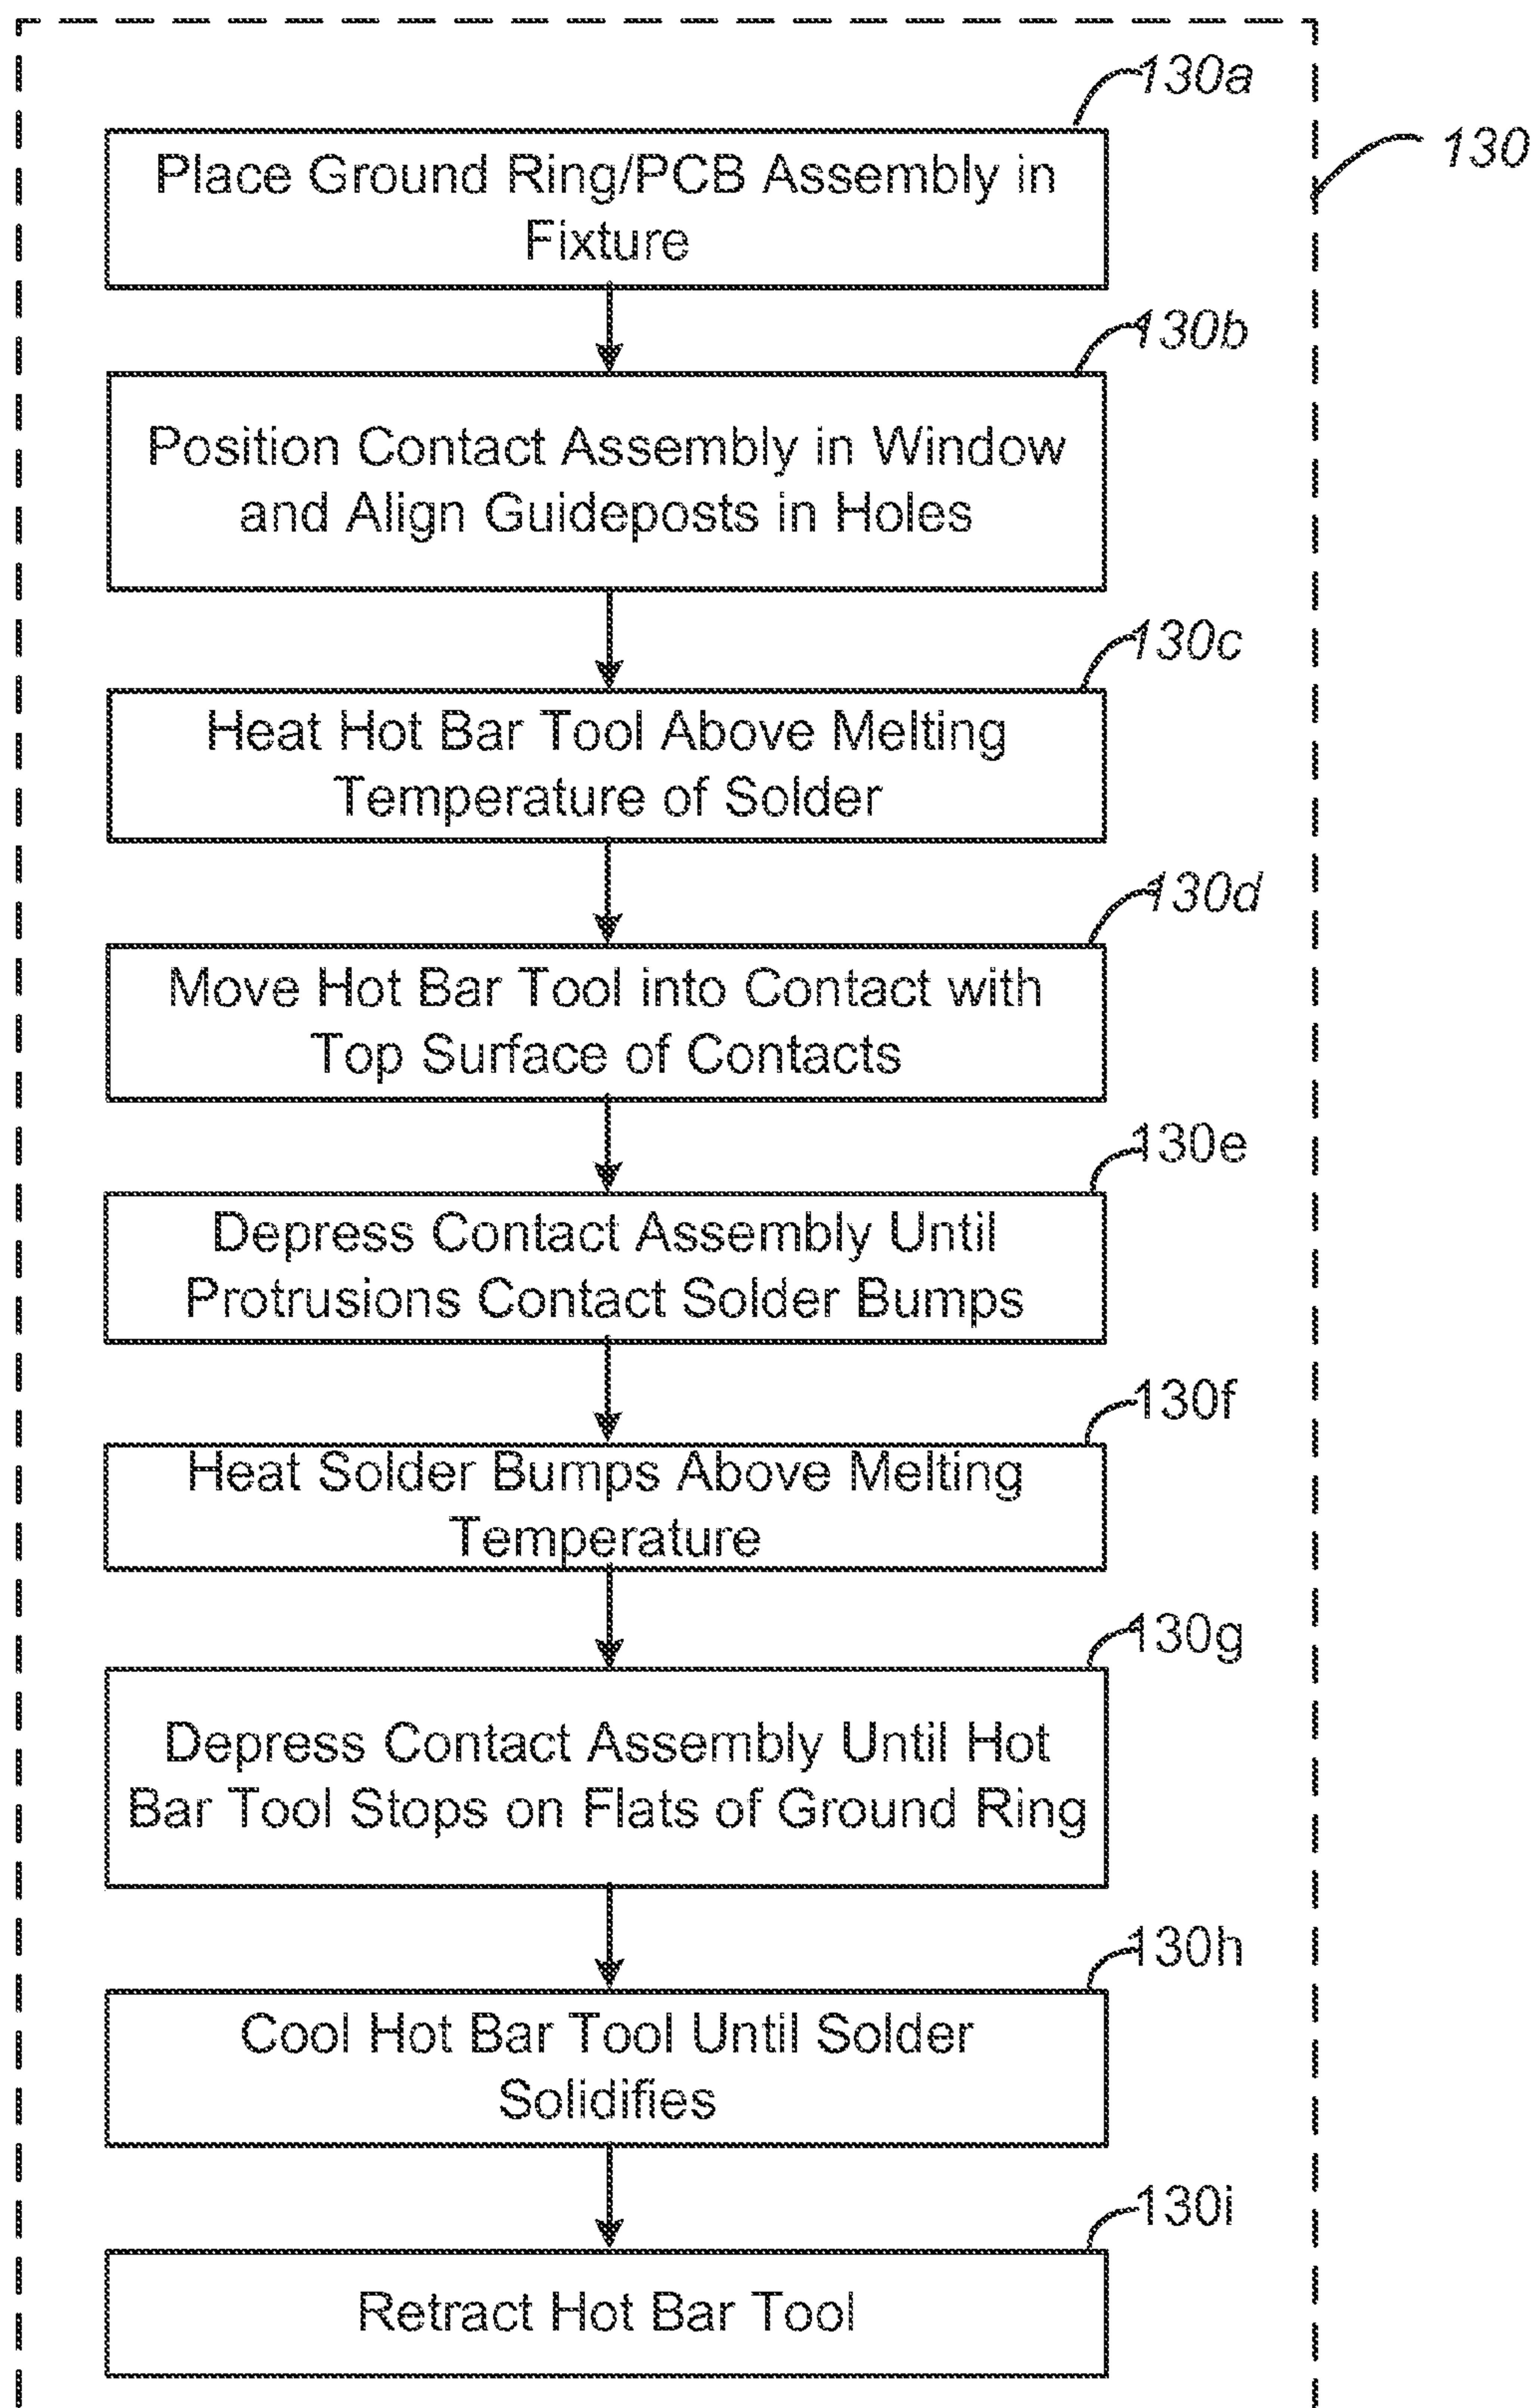 130a
130
Place Ground Ring/PCB Assembly in
Fixture
130b
Position Contact Assembly in Window
and Align Guideposts in Holes
130c
Heat Hot Bar Tool Above Melting
Temperature of Solder
130d
Move Hot Bar Tool into Contact with
Top Surface of Contacts
130e
Depress Contact Assembly Until
Protrusions Contact Solder Bumps
130f
Heat Solder Bumps Above Melting
Temperature
130g
Depress Contact Assembly Until Hot
Bar Tool Stops on Flats of Ground Ring
130h
Cool Hot Bar Tool Until Solder
Solidifies
130i
Retract Hot Bar Tool